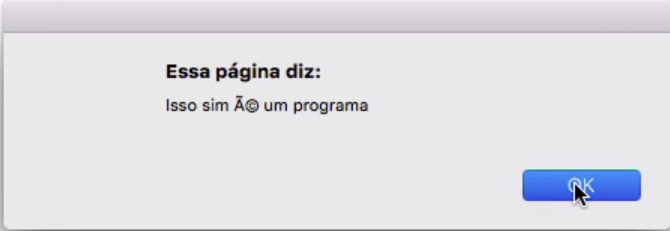 Essa página diz:
Isso sim Ã© um programa
OK